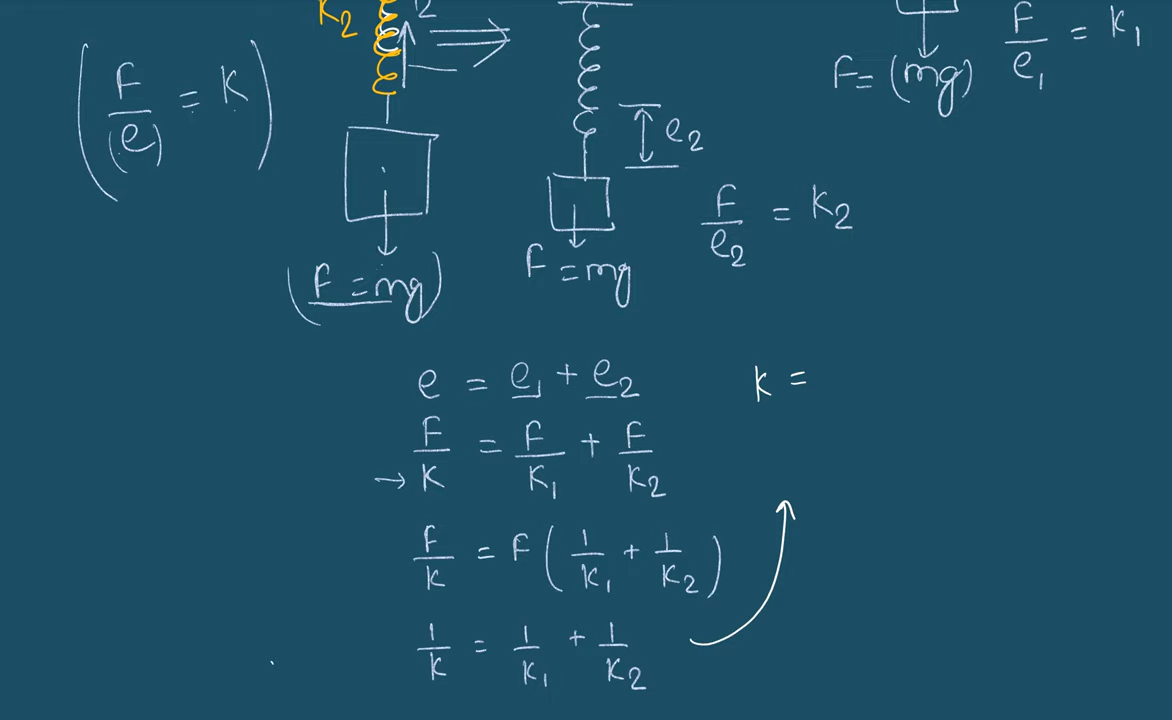 K2 2
F/e1 = K1
F = (mg)
(F/(e) = K)
e2
F/e2 = K2
F = mg
(F = mg)
e = e1 + e2 K =
→ F/K = F/K1 + F/K2
F/K = F(1/K1 + 1/K2)
1/K = 1/K1 + 1/K2